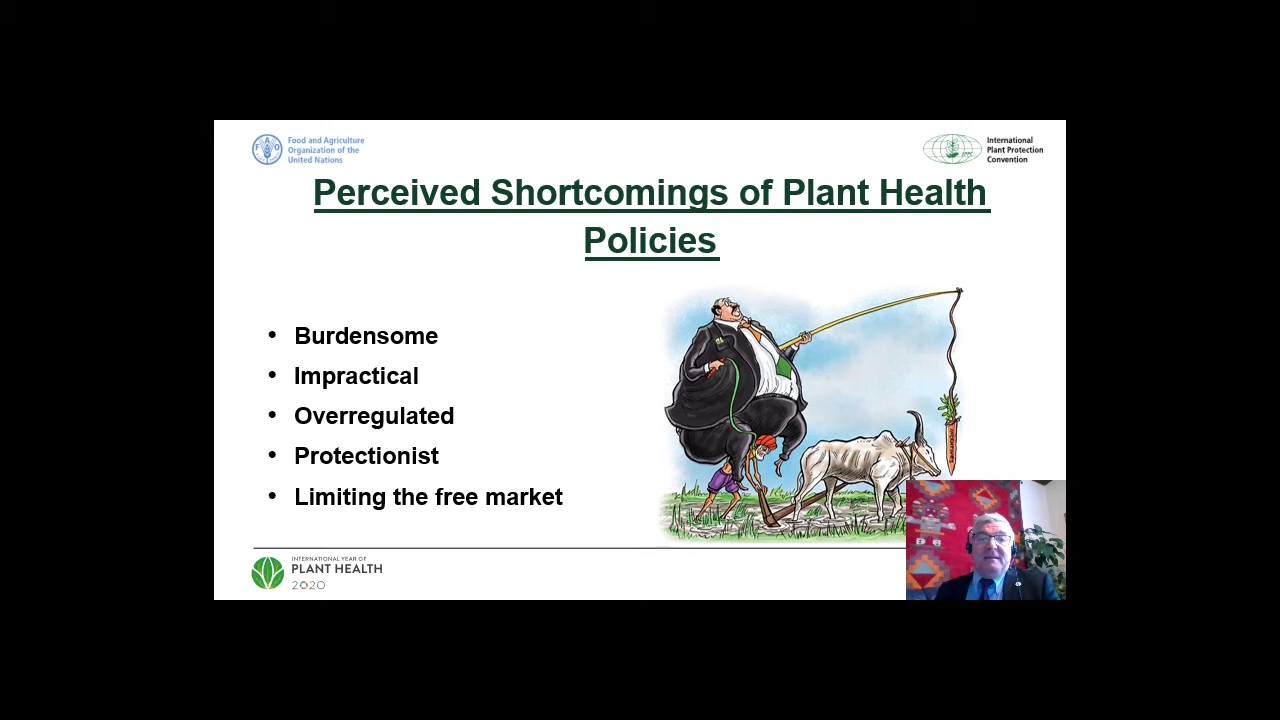 Food and Agriculture
Organization of the
United Nations
International
Plant Protection
Convention
Perceived Shortcomings of Plant Health
Policies
• Burdensome
• Impractical
• Overregulated
• Protectionist
• Limiting the free market
INTERNATIONAL YEAR OF
PLANT HEALTH
2020